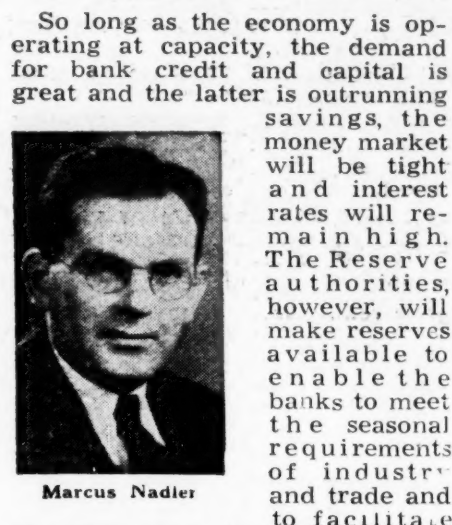 So long as the economy is op-
erating at capacity, the demand
for bank credit and capital is
great and the latter is outrunning
savings, the
money market
will be tight
and interest
rates will re-
main high.
The Reserve
authorities,
however, will
make reserves
available to
enable the
banks to meet
the seasonal
requirements
of industry
and trade and
to facilitate
Marcus Nadler